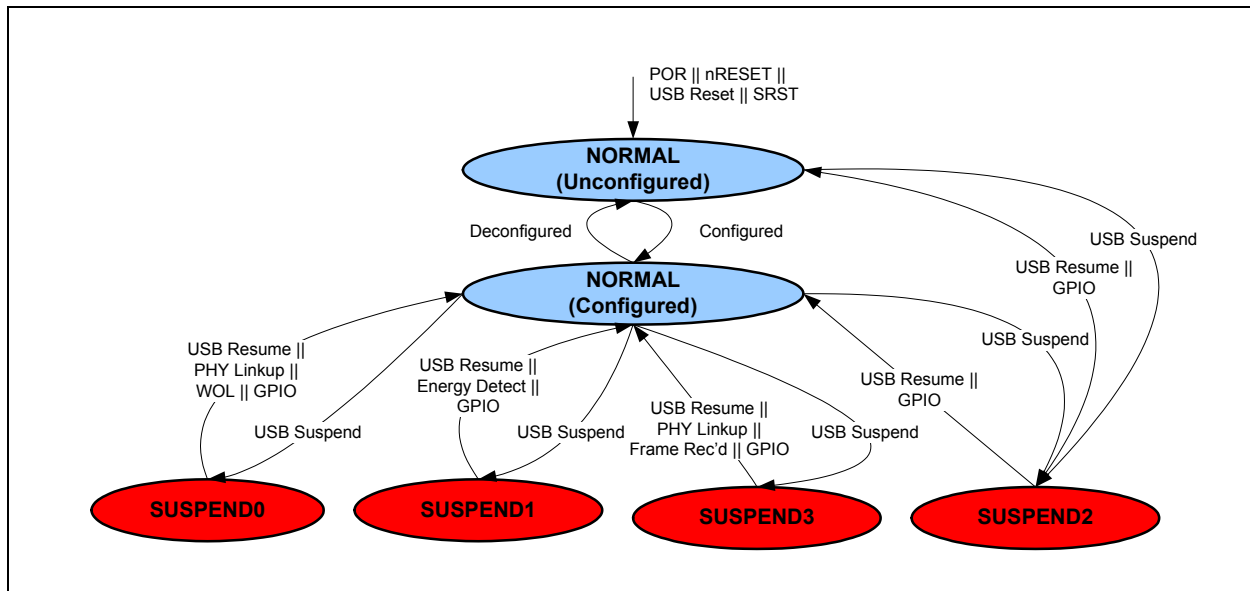 POR || nRESET ||
USB Reset || SRST
NORMAL
(Unconfigured)
Deconfigured
Configured
USB Suspend
USB Resume ||
GPIO
NORMAL
(Configured)
USB Resume ||
PHY Linkup ||
WOL || GPIO
USB Suspend
USB Resume ||
Energy Detect ||
GPIO
USB Suspend
USB Resume ||
PHY Linkup ||
Frame Rec'd || GPIO
USB Suspend
USB Resume ||
GPIO
USB Suspend
SUSPEND0
SUSPEND1
SUSPEND3
SUSPEND2